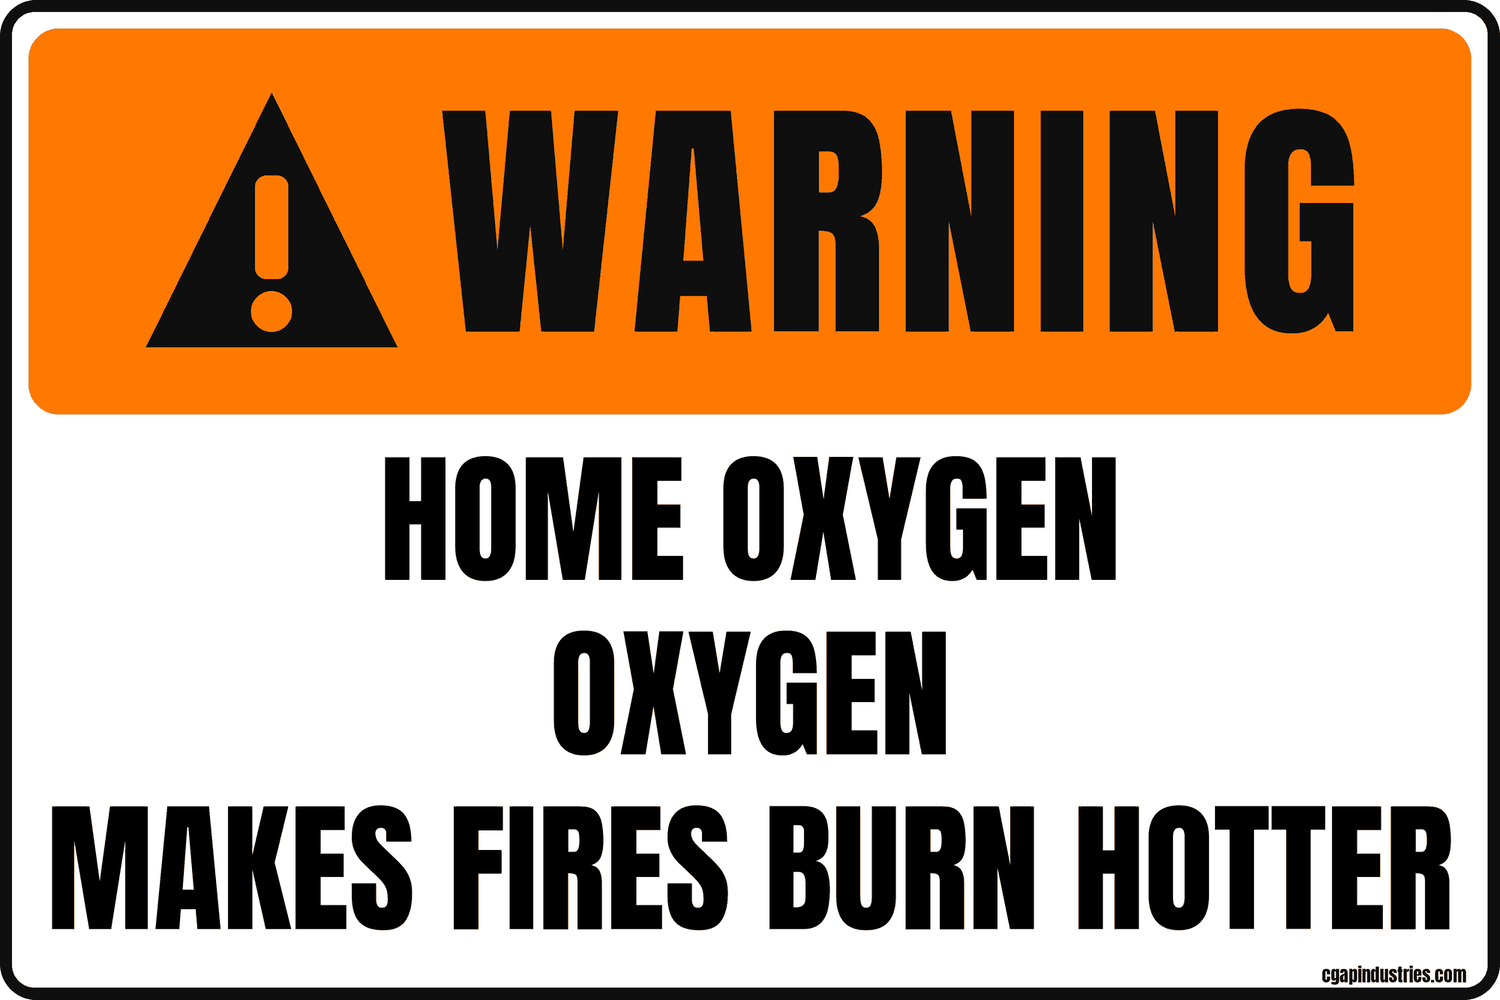 WARNING
HOME OXYGEN
OXYGEN
MAKES FIRES BURN HOTTER
cgapindustries.com